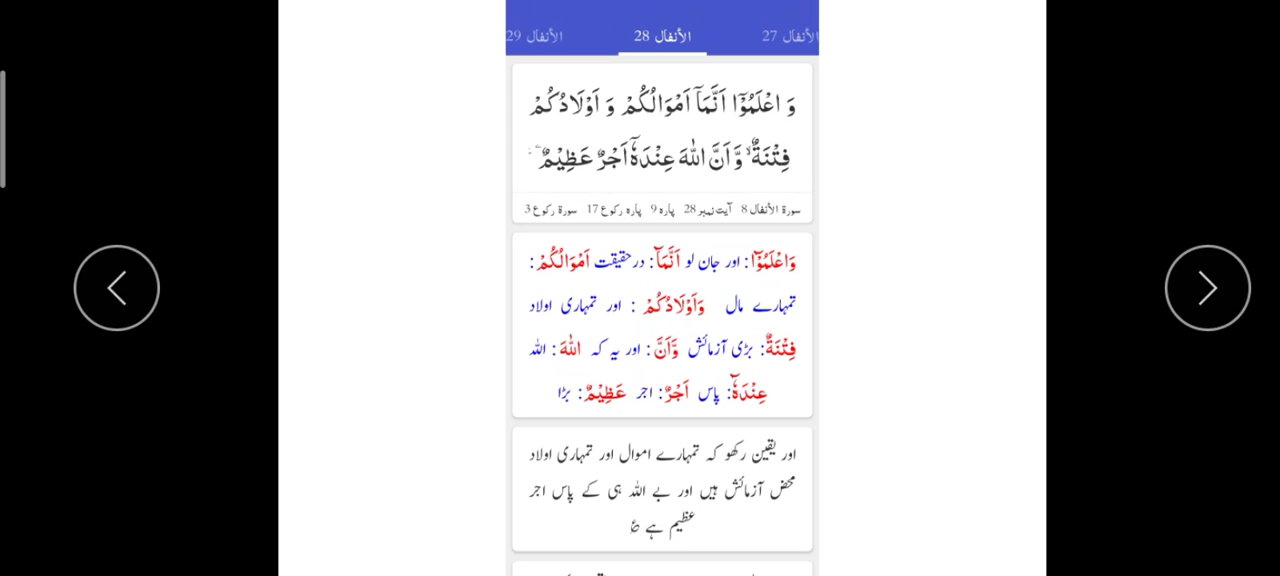 الأنفال 27 الأنفال 28 الأنفال 29
وَ اعْلَمُوْۤا اَنَّمَاۤ اَمْوَالُكُمْ وَ اَوْلَادُكُمْ
فِتْنَةٌۙ وَّ اَنَّ اللّٰهَ عِنْدَهٗۤ اَجْرٌ عَظِیْمٌ
سورۃ الأنفال 8 آیت نمبر 28 پارہ 9 پارہ رکوع 17 سورۃ رکوع 3
وَاعْلَمُوْۤا: اور جان لو اَنَّمَاۤ: درحقیقت اَمْوَالُكُمْ:
تمہارے مال وَاَوْلَادُكُمْ: اور تمہاری اولاد
فِتْنَةٌ: بڑی آزمائش وَّاَنَّ: اور یہ کہ اللّٰهَ: اللہ
عِنْدَهٗۤ: پاس اَجْرٌ: اجر عَظِیْمٌ: بڑا
اور یقین رکھو کہ تمہارے اموال اور تمہاری اولاد
محض آزمائش ہیں اور بے اللہ ہی کے پاس اجر
عظیم ہے